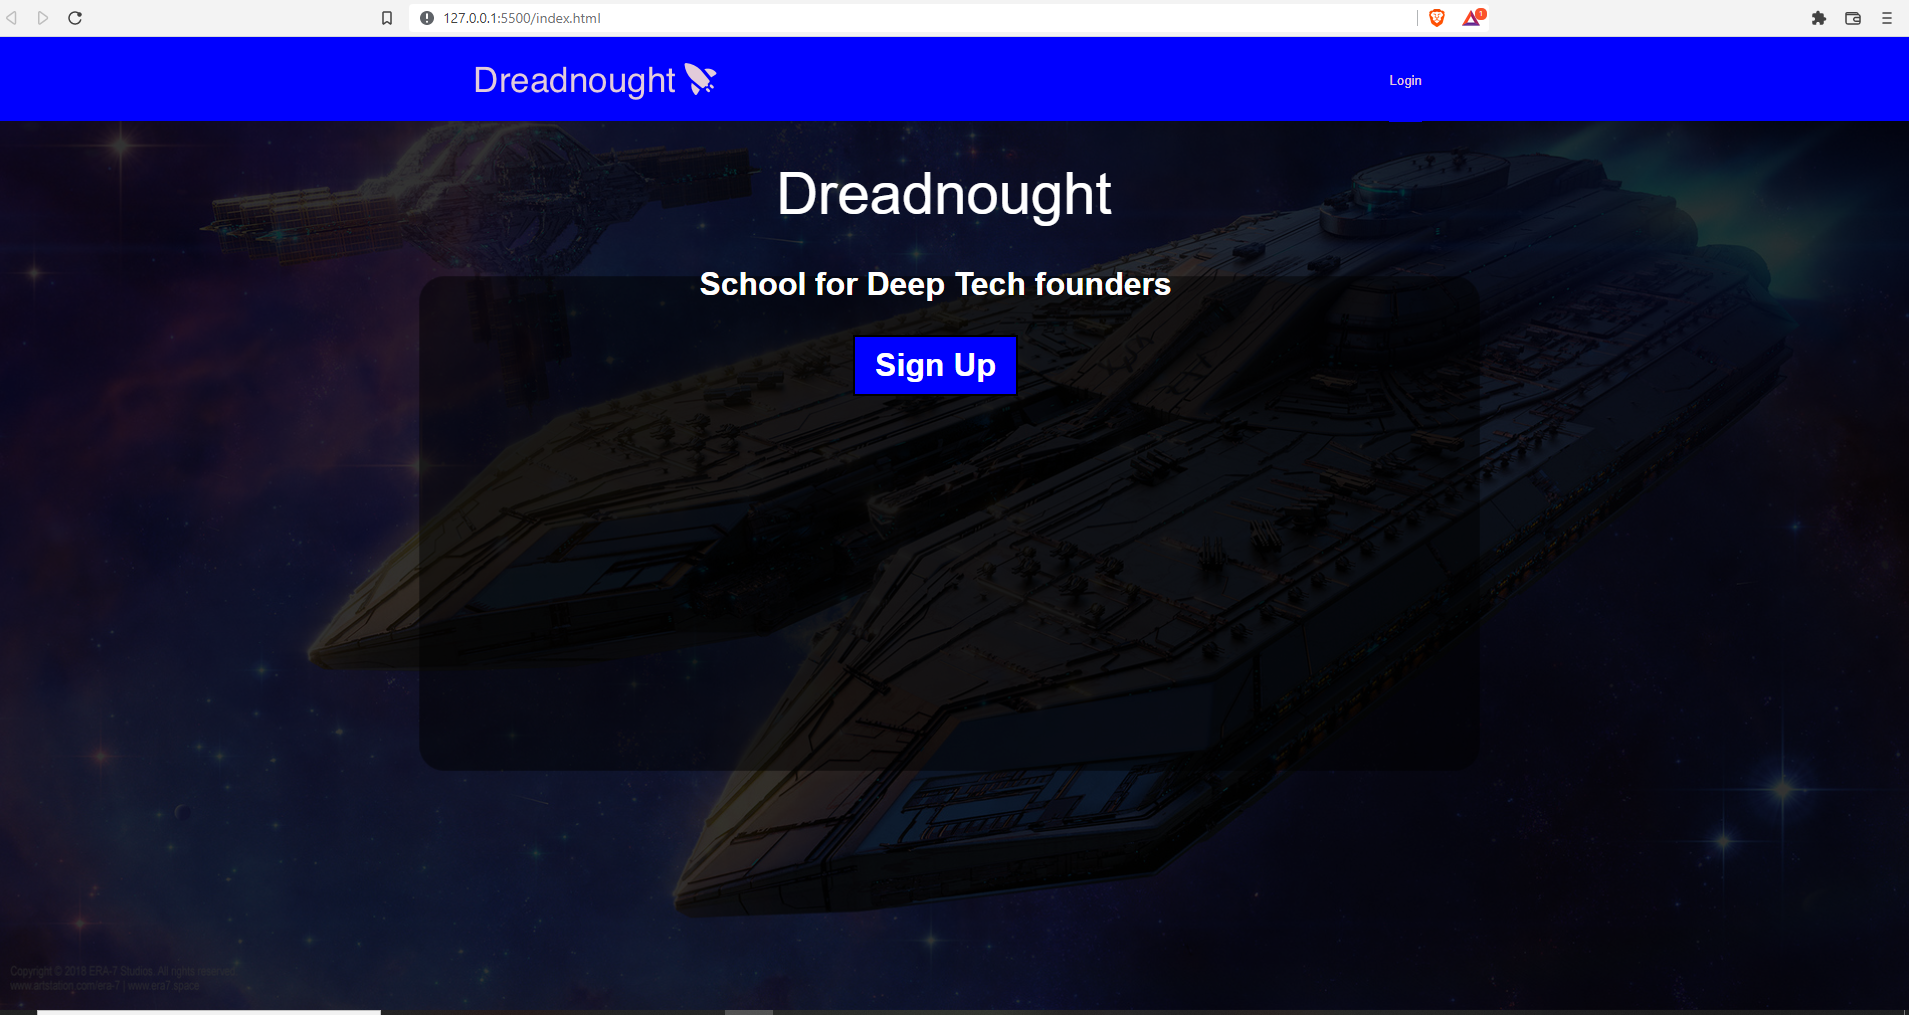 127.0.0.1:5500/index.html
1
Dreadnought
Login
Dreadnought
School for Deep Tech founders
Sign Up
Copyright © 2018 ERA-7 Studios. All rights reserved.
www.artstation.com/era-7 | www.era7.space